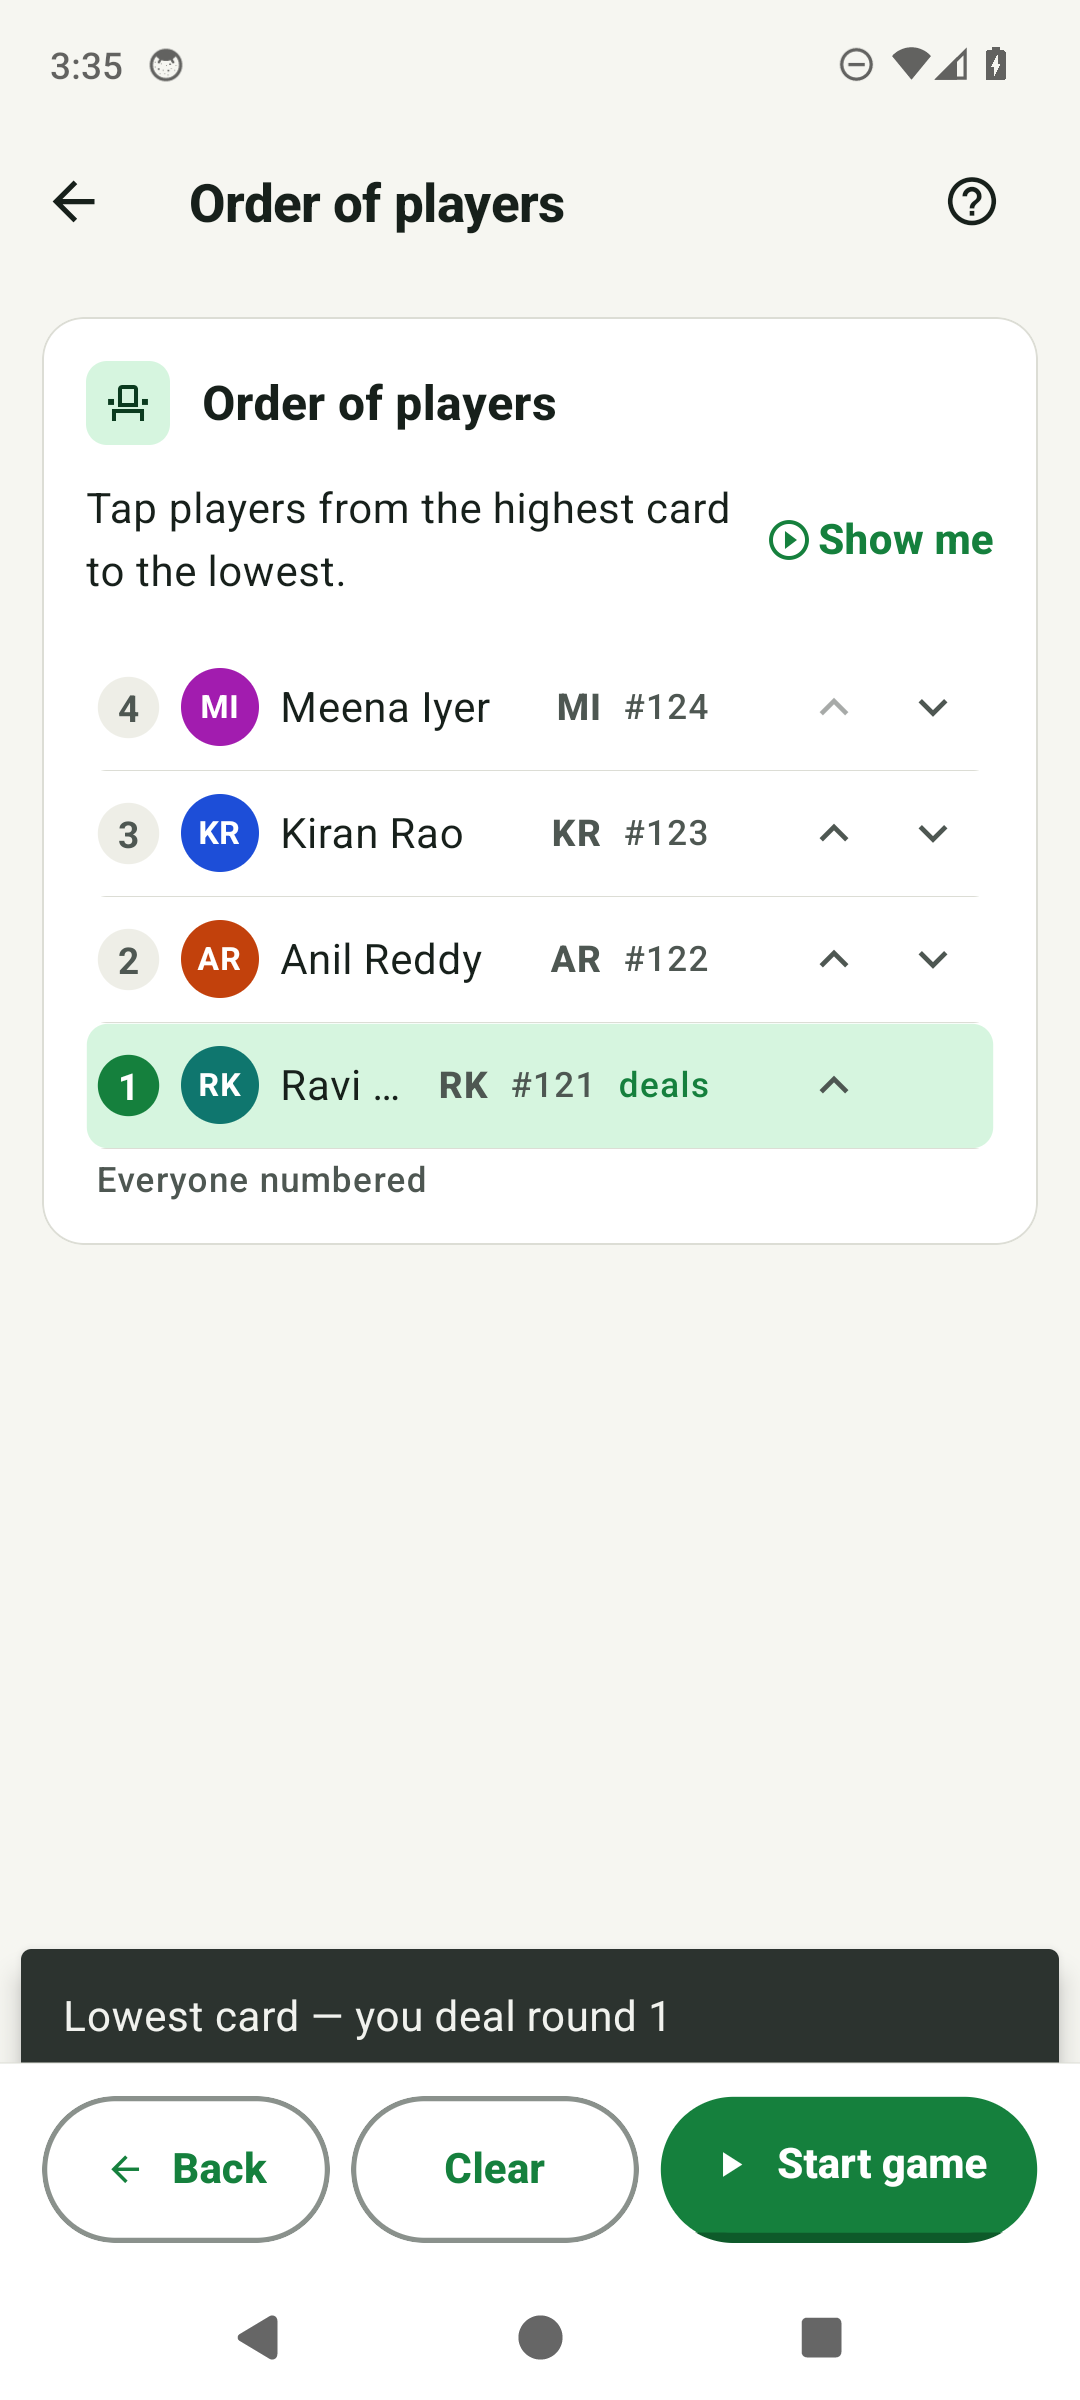 3:35
Order of players
Order of players
Tap players from the highest card
to the lowest.
Show me
4 MI Meena Iyer MI #124
3 KR Kiran Rao KR #123
2 AR Anil Reddy AR #122
1 RK Ravi ... RK #121 deals
Everyone numbered
Lowest card — you deal round 1
Back
Clear
Start game